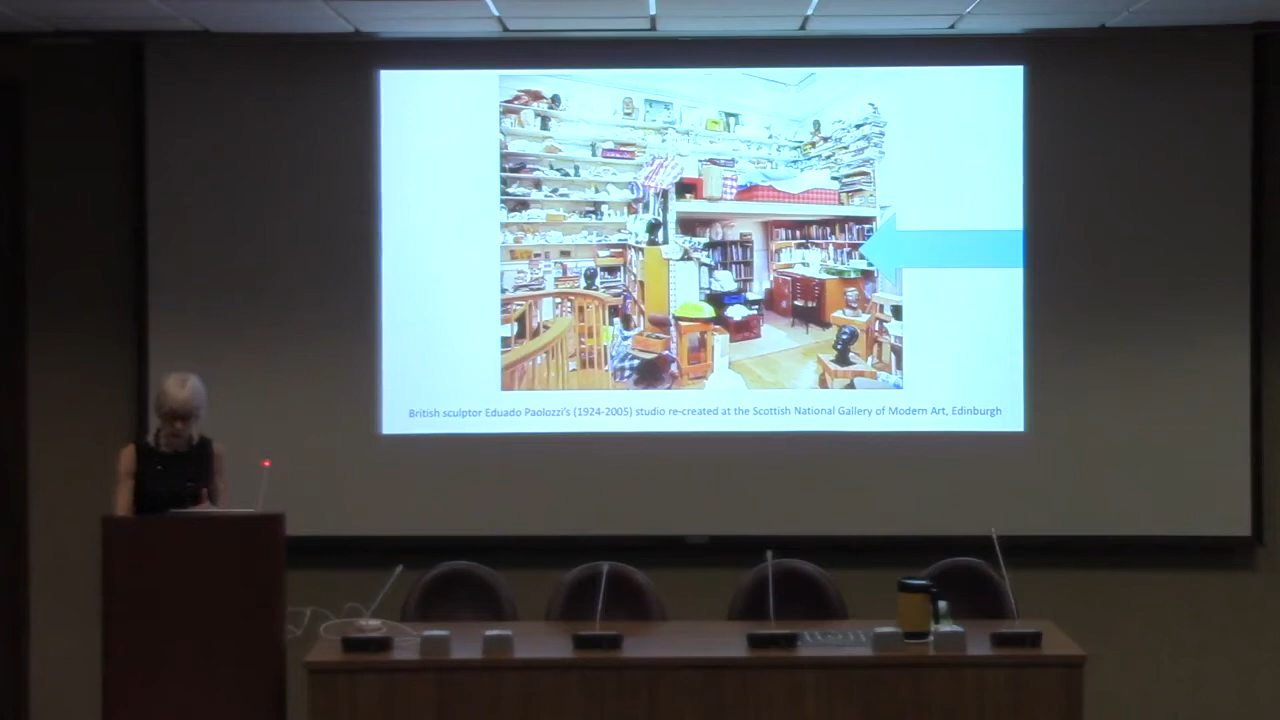 British sculptor Eduado Paolozzi's (1924-2005) studio re-created at the Scottish National Gallery of Modern Art, Edinburgh